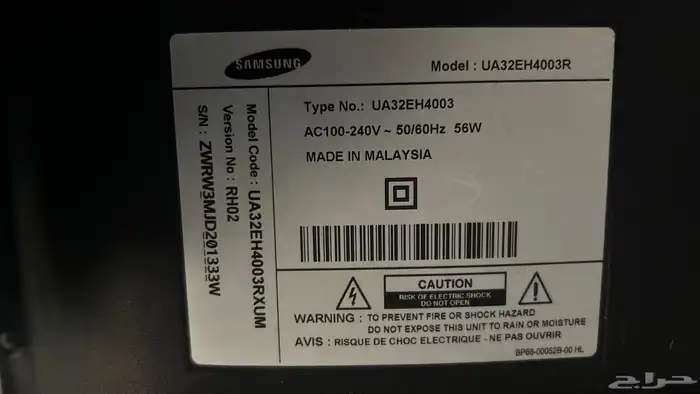 SAMSUNG
Model : UA32EH4003R
Model Code : UA32EH4003RXUM
Version No : RH02
S/N : ZWRW3MJD201333W
Type No.: UA32EH4003
AC100-240V ~ 50/60Hz 56W
MADE IN MALAYSIA
CAUTION
RISK OF ELECTRIC SHOCK
DO NOT OPEN
WARNING : TO PREVENT FIRE OR SHOCK HAZARD
DO NOT EXPOSE THIS UNIT TO RAIN OR MOISTURE
AVIS : RISQUE DE CHOC ELECTRIQUE - NE PAS OUVRIR
BP68-00052B-00 HL
حراج